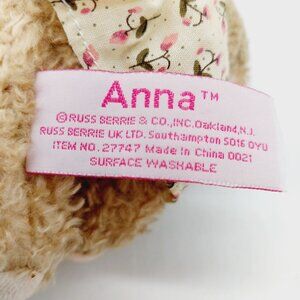 Anna™
©RUSS BERRIE & CO., INC. Oakland, N.J.
RUSS BERRIE UK LTD. Southampton SO16 0YU
ITEM NO. 27747 Made In China 0021
SURFACE WASHABLE